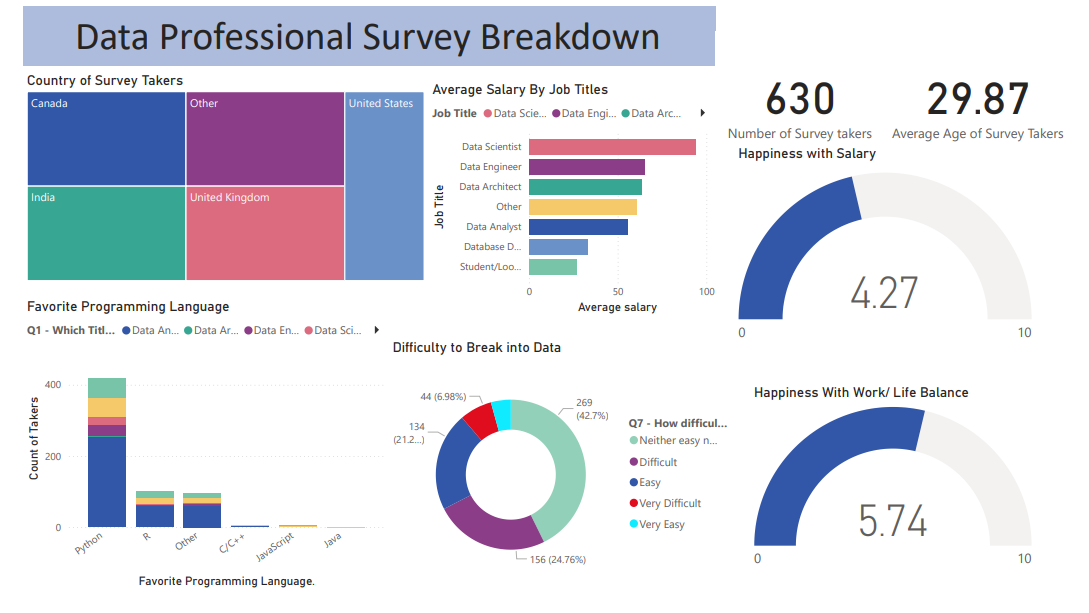 Data Professional Survey Breakdown
Country of Survey Takers
Canada
Other
United States
India
United Kingdom
Average Salary By Job Titles
Job Title
Data Scie...
Data Engi...
Data Arc...
Job Title
Data Scientist
Data Engineer
Data Architect
Other
Data Analyst
Database D...
Student/Loo...
0
50
100
Average salary
630
Number of Survey takers
29.87
Average Age of Survey Takers
Happiness with Salary
4.27
0
10
Favorite Programming Language
Q1 - Which Titl...
Data An...
Data Ar...
Data En...
Data Sci...
Count of Takers
400
200
0
Python
R
Other
C/C++
JavaScript
Java
Favorite Programming Language.
Difficulty to Break into Data
44 (6.98%)
269
(42.7%)
134
(21.2...)
156 (24.76%)
Q7 - How difficul...
Neither easy n...
Difficult
Easy
Very Difficult
Very Easy
Happiness With Work/ Life Balance
5.74
0
10